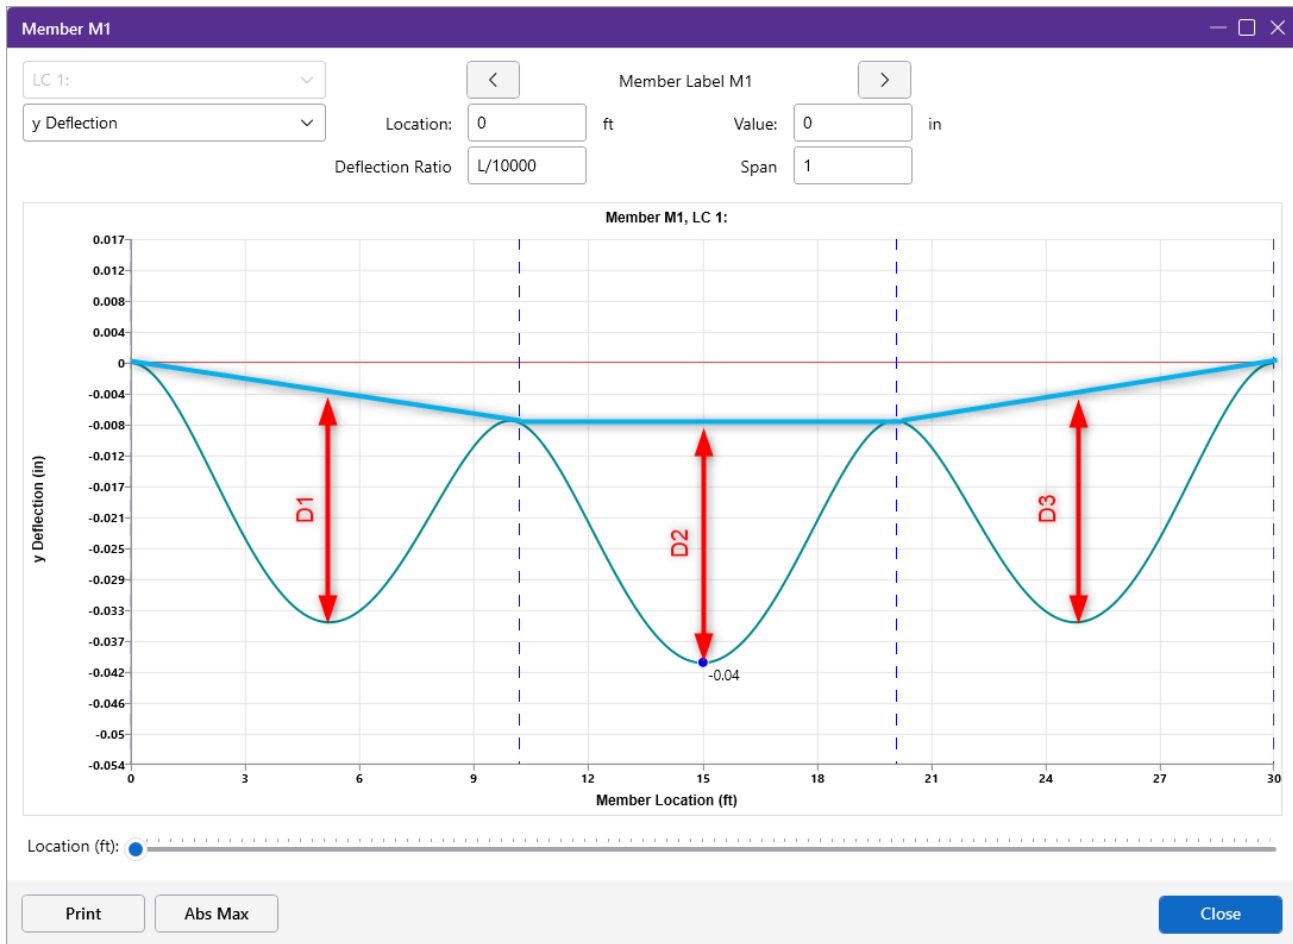 Member M1
LC 1:
Member Label M1
y Deflection
Location: 0 ft
Value: 0 in
Deflection Ratio L/10000
Span 1
Member M1, LC 1:
0.017
0.012
0.008
0.004
0
-0.004
-0.008
-0.012
-0.017
-0.021
-0.025
-0.029
-0.033
-0.037
-0.042
-0.046
-0.05
-0.054
y Deflection (in)
D1
D2
D3
-0.04
0 3 6 9 12 15 18 21 24 27 30
Member Location (ft)
Location (ft):
Print
Abs Max
Close